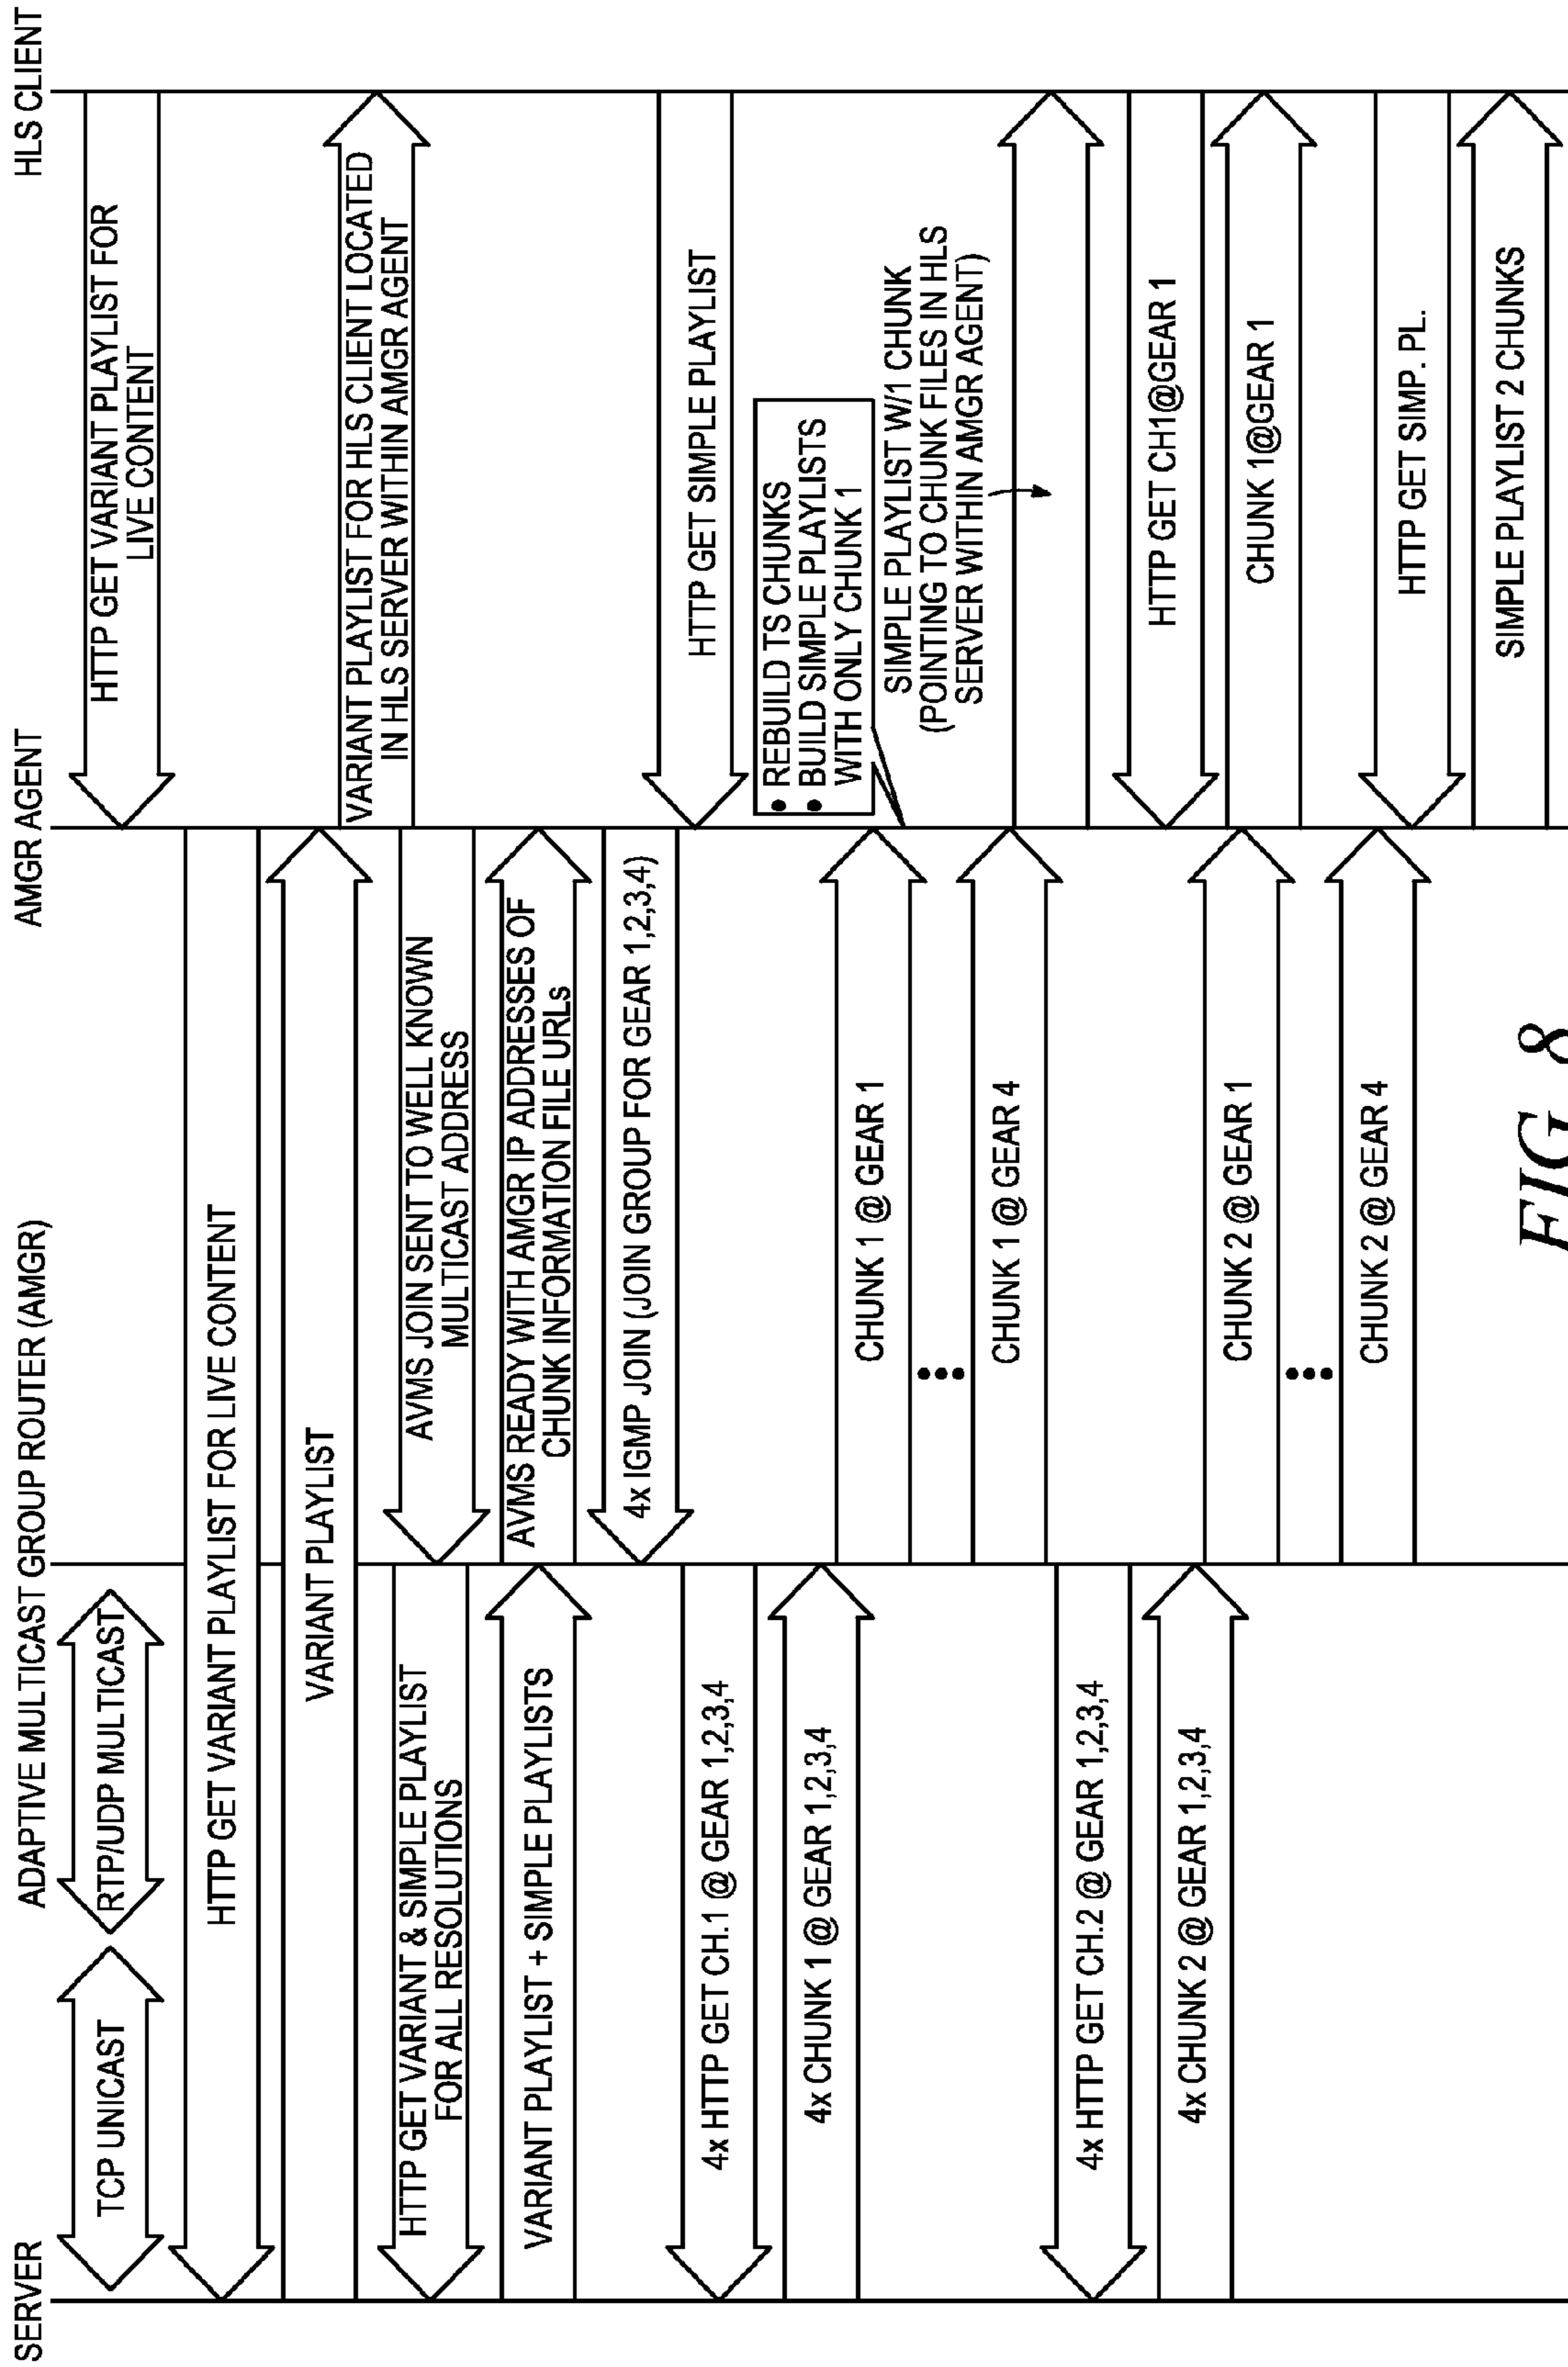 SERVER
ADAPTIVE MULTICAST GROUP ROUTER (AMGR)
AMGR AGENT
HLS CLIENT
TCP UNICAST
RTP/UDP MULTICAST
HTTP GET VARIANT PLAYLIST FOR
LIVE CONTENT
HTTP GET VARIANT PLAYLIST FOR LIVE CONTENT
VARIANT PLAYLIST
VARIANT PLAYLIST FOR HLS CLIENT LOCATED
IN HLS SERVER WITHIN AMGR AGENT
AVMS JOIN SENT TO WELL KNOWN
MULTICAST ADDRESS
HTTP GET VARIANT & SIMPLE PLAYLIST
FOR ALL RESOLUTIONS
VARIANT PLAYLIST + SIMPLE PLAYLISTS
AVMS READY WITH AMGR IP ADDRESSES OF
CHUNK INFORMATION FILE URLs
4x IGMP JOIN (JOIN GROUP FOR GEAR 1,2,3,4)
HTTP GET SIMPLE PLAYLIST
4x HTTP GET CH.1 @ GEAR 1,2,3,4
4x CHUNK 1 @ GEAR 1,2,3,4
● REBUILD TS CHUNKS
● BUILD SIMPLE PLAYLISTS
WITH ONLY CHUNK 1
CHUNK 1 @ GEAR 1
●●●
CHUNK 1 @ GEAR 4
SIMPLE PLAYLIST W/1 CHUNK
(POINTING TO CHUNK FILES IN HLS
SERVER WITHIN AMGR AGENT)
4x HTTP GET CH.2 @ GEAR 1,2,3,4
4x CHUNK 2 @ GEAR 1,2,3,4
HTTP GET CH1@GEAR 1
CHUNK 1@GEAR 1
CHUNK 2 @ GEAR 1
●●●
CHUNK 2 @ GEAR 4
HTTP GET SIMP. PL.
SIMPLE PLAYLIST 2 CHUNKS
FIG. 8